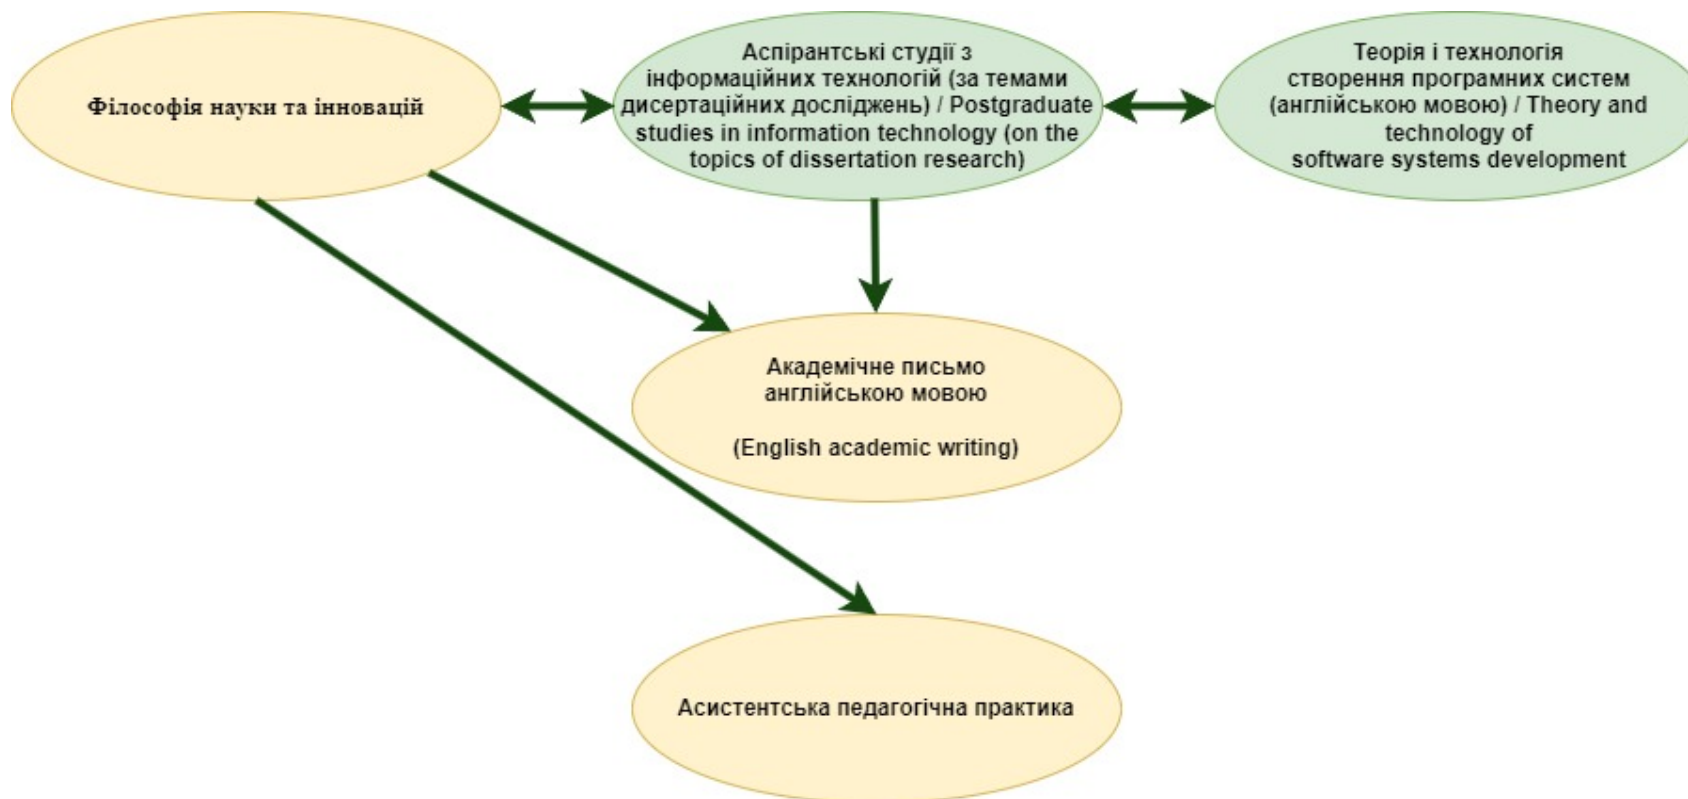 Філософія науки та інновацій
Аспірантські студії з
інформаційних технологій (за темами
дисертаційних досліджень) / Postgraduate
studies in information technology (on the
topics of dissertation research)
Теорія і технологія
створення програмних систем
(англійською мовою) / Theory and
technology of
software systems development
Академічне письмо
англійською мовою
(English academic writing)
Асистентська педагогічна практика